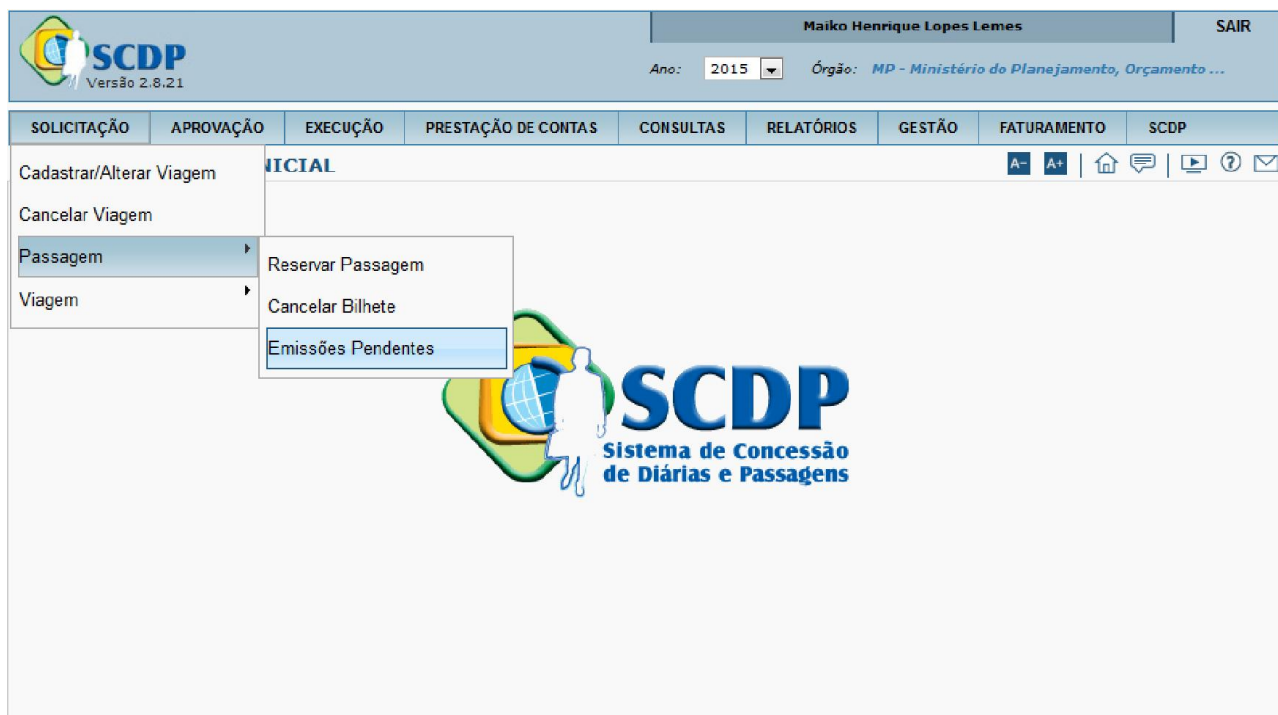 Maiko Henrique Lopes Lemes SAIR
SCDP
Versão 2.8.21
Ano: 2015 Órgão: MP - Ministério do Planejamento, Orçamento ...
SOLICITAÇÃO APROVAÇÃO EXECUÇÃO PRESTAÇÃO DE CONTAS CONSULTAS RELATÓRIOS GESTÃO FATURAMENTO SCDP
NICIAL A- A+
Cadastrar/Alterar Viagem
Cancelar Viagem
Passagem
Viagem
Reservar Passagem
Cancelar Bilhete
Emissões Pendentes
SCDP
Sistema de Concessão
de Diárias e Passagens